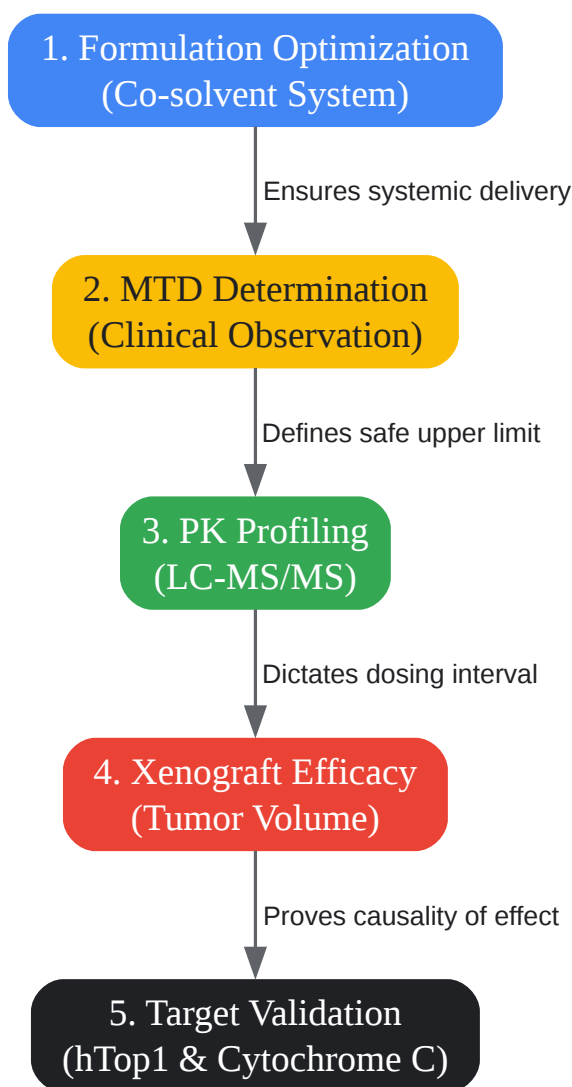 1. Formulation Optimization
(Co-solvent System)
Ensures systemic delivery
2. MTD Determination
(Clinical Observation)
Defines safe upper limit
3. PK Profiling
(LC-MS/MS)
Dictates dosing interval
4. Xenograft Efficacy
(Tumor Volume)
Proves causality of effect
5. Target Validation
(hTop1 & Cytochrome C)